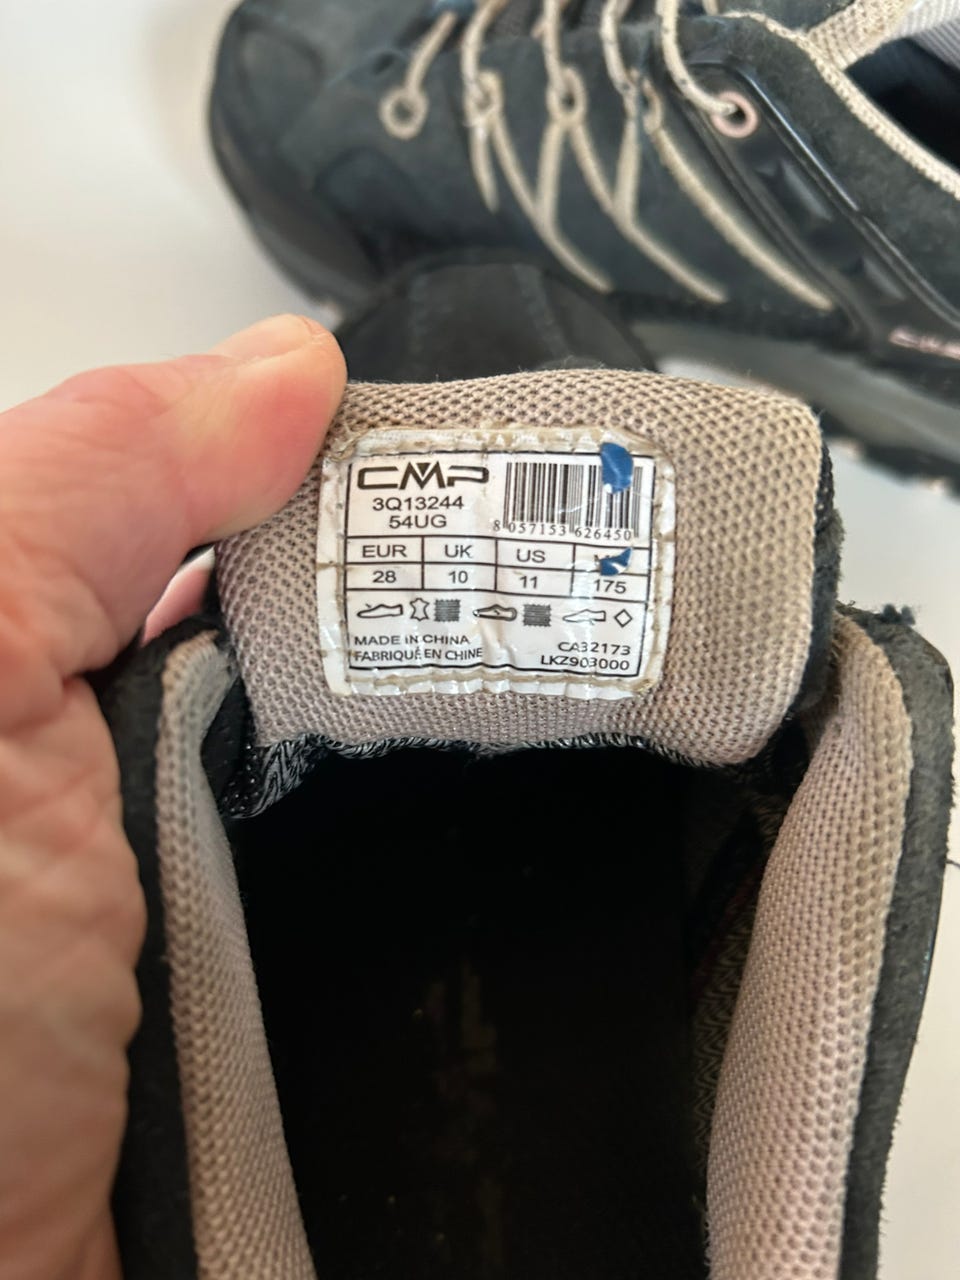 CMP
3Q13244
54UG
8 057153 626450
EUR UK US
28 10 11 175
MADE IN CHINA
FABRIQUÉ EN CHINE
CA32173
LKZ903000